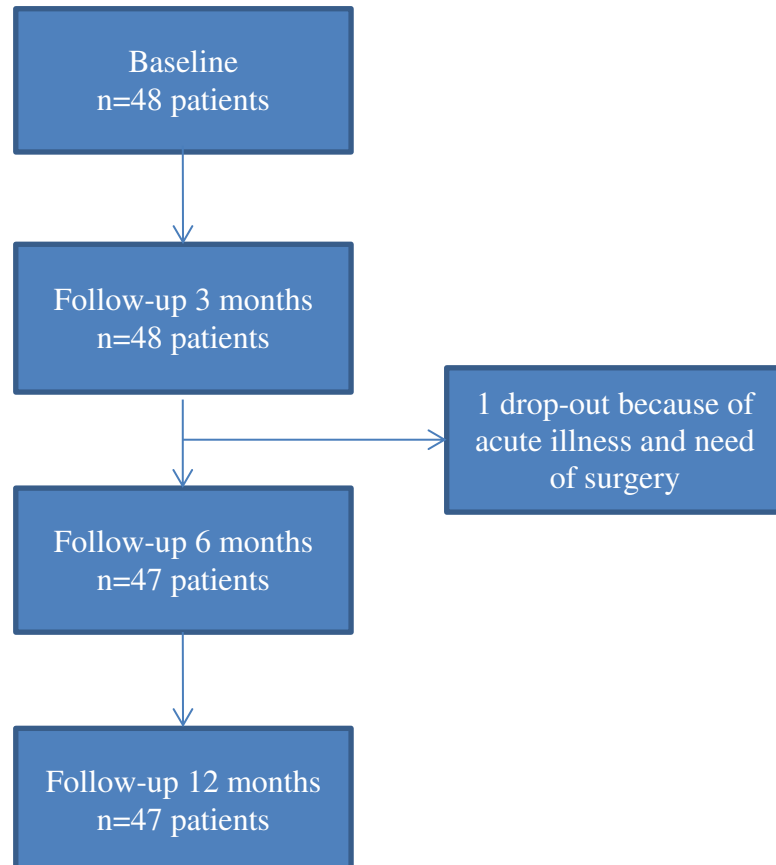 Baseline
n=48 patients
Follow-up 3 months
n=48 patients
1 drop-out because of
acute illness and need
of surgery
Follow-up 6 months
n=47 patients
Follow-up 12 months
n=47 patients